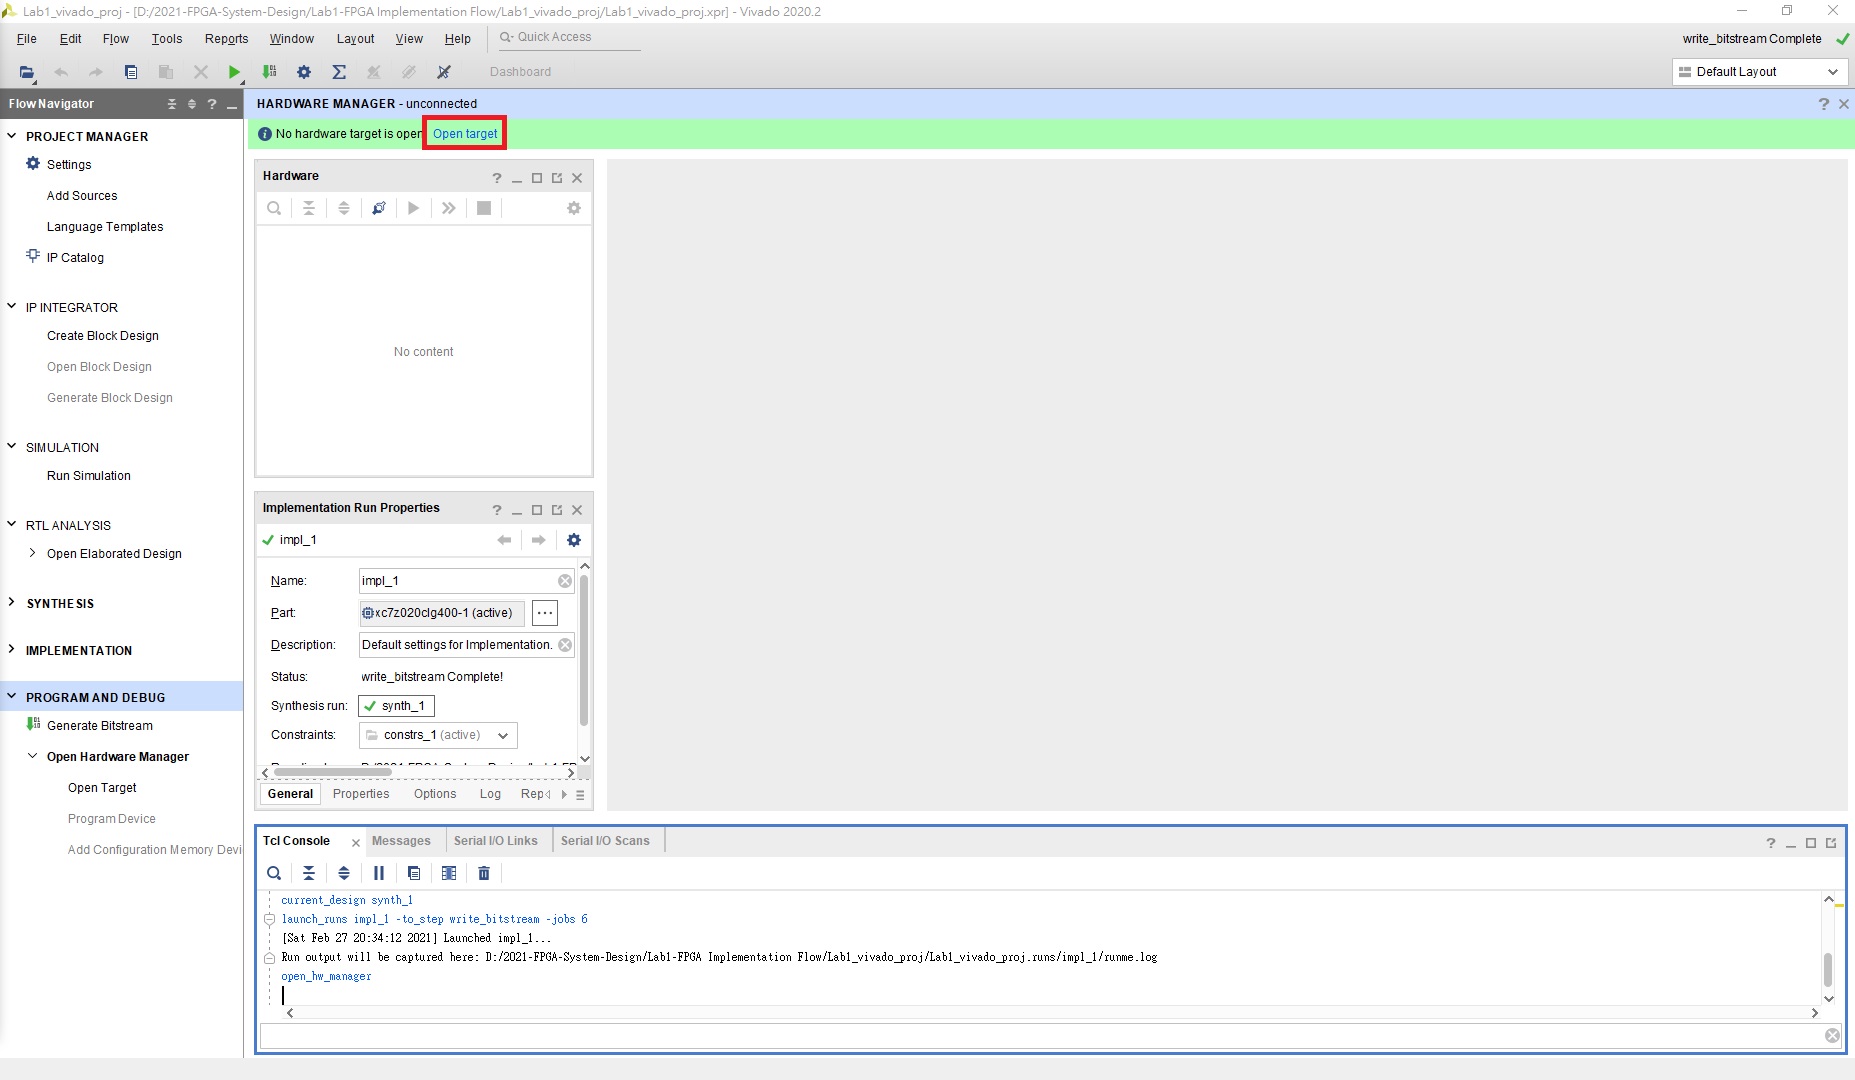 Lab1_vivado_proj - [D:/2021-FPGA-System-Design/Lab1-FPGA Implementation Flow/Lab1_vivado_proj/Lab1_vivado_proj.xpr] - Vivado 2020.2
File Edit Flow Tools Reports Window Layout View Help Quick Access
write_bitstream Complete
Dashboard
Default Layout
Flow Navigator
HARDWARE MANAGER - unconnected
No hardware target is open Open target
PROJECT MANAGER
Settings
Add Sources
Language Templates
IP Catalog
IP INTEGRATOR
Create Block Design
Open Block Design
Generate Block Design
SIMULATION
Run Simulation
RTL ANALYSIS
Open Elaborated Design
SYNTHESIS
IMPLEMENTATION
PROGRAM AND DEBUG
Generate Bitstream
Open Hardware Manager
Open Target
Program Device
Add Configuration Memory Devi
Hardware
No content
Implementation Run Properties
impl_1
Name: impl_1
Part: xc7z020clg400-1 (active)
Description: Default settings for Implementation.
Status: write_bitstream Complete!
Synthesis run: synth_1
Constraints: constrs_1 (active)
General Properties Options Log Rep
Tcl Console Messages Serial I/O Links Serial I/O Scans
current_design synth_1
launch_runs impl_1 -to_step write_bitstream -jobs 6
[Sat Feb 27 20:34:12 2021] Launched impl_1...
Run output will be captured here: D:/2021-FPGA-System-Design/Lab1-FPGA Implementation Flow/Lab1_vivado_proj/Lab1_vivado_proj.runs/impl_1/runme.log
open_hw_manager